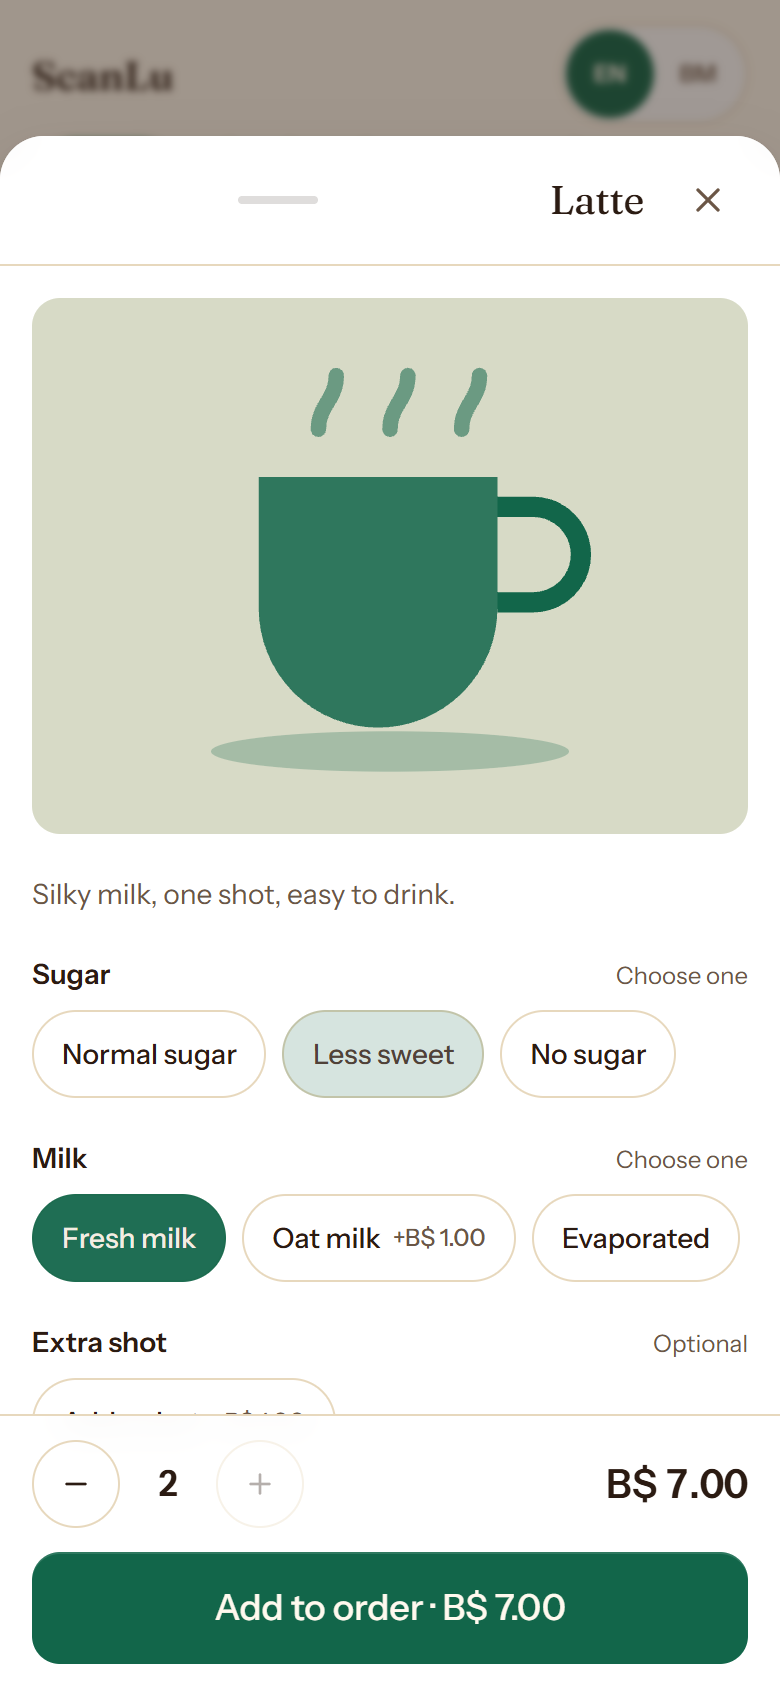 ScanLu
EN BM
Latte
Silky milk, one shot, easy to drink.
Sugar Choose one
Normal sugar Less sweet No sugar
Milk Choose one
Fresh milk Oat milk +B$ 1.00 Evaporated
Extra shot Optional
2 B$ 7.00
Add to order · B$ 7.00